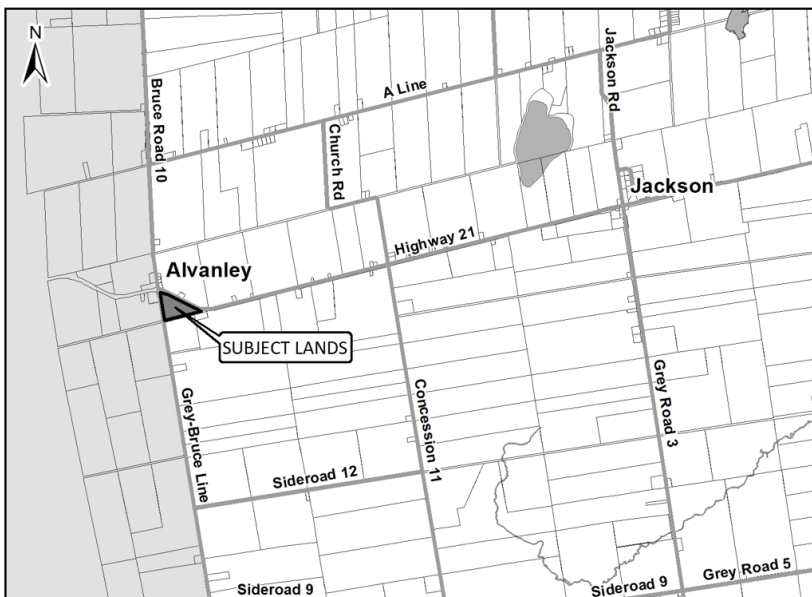 N
Jackson Rd
A Line
Bruce Road 10
Church Rd
Jackson
Highway 21
Alvanley
SUBJECT LANDS
Grey-Bruce Line
Concession 11
Grey Road 3
Sideroad 12
Sideroad 9
Sideroad 9
Grey Road 5